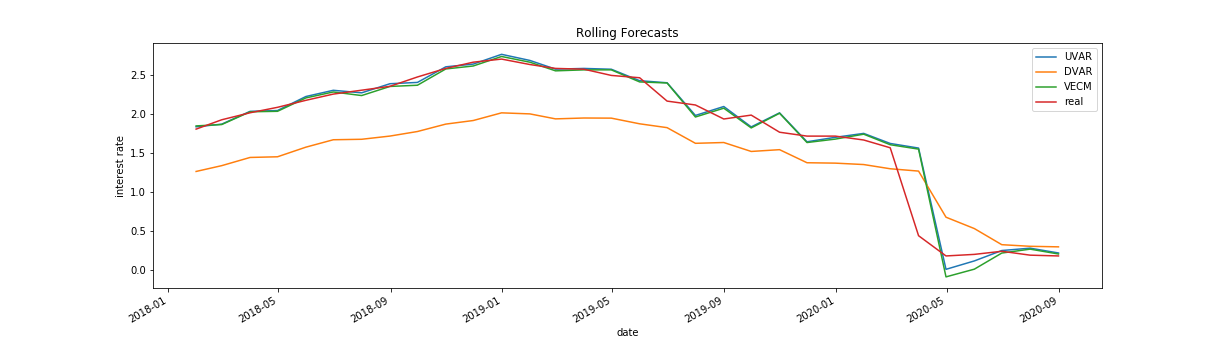 Rolling Forecasts
UVAR
DVAR
VECM
real
interest rate
2.5
2.0
1.5
1.0
0.5
0.0
2018-01
2018-05
2018-09
2019-01
2019-05
2019-09
2020-01
2020-05
2020-09
date